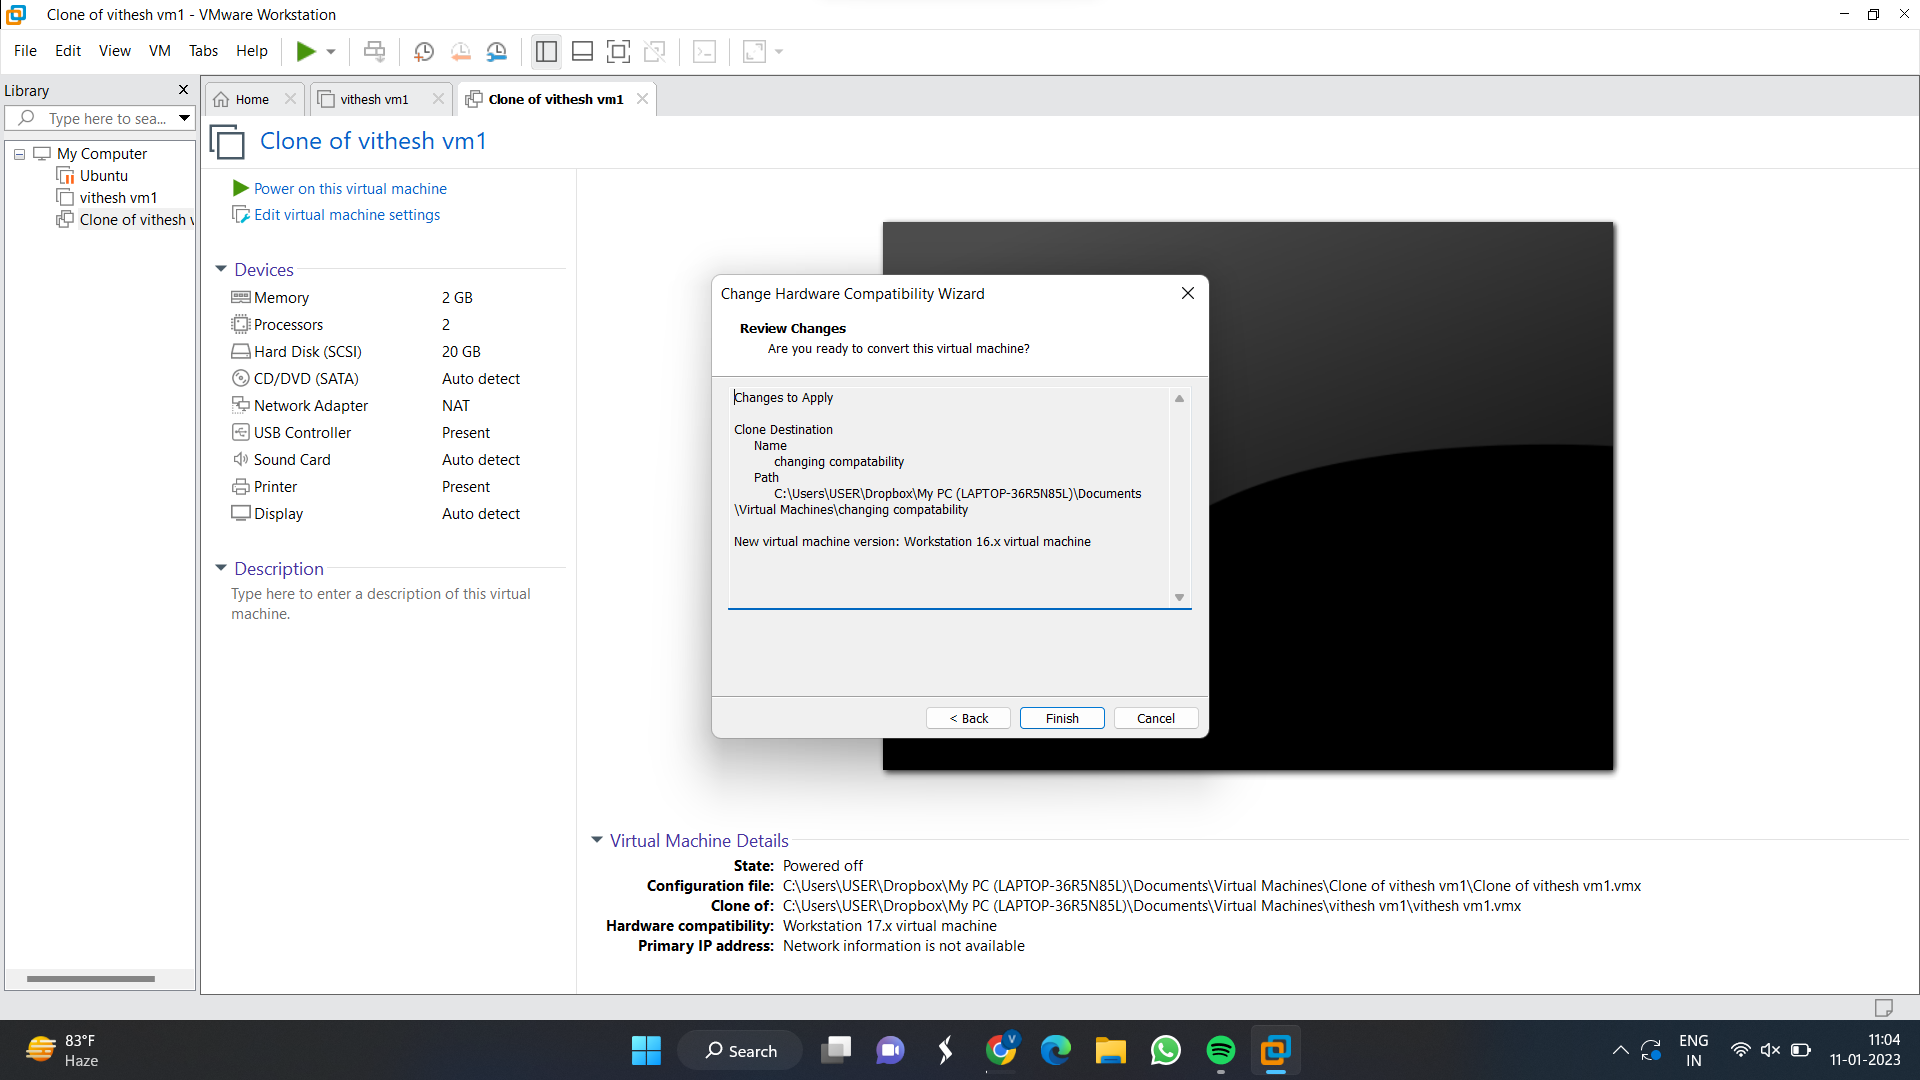 Clone of vithesh vm1 - VMware Workstation
File Edit View VM Tabs Help
Library
Type here to sea...
My Computer
Ubuntu
vithesh vm1
Clone of vithesh v
Home
vithesh vm1
Clone of vithesh vm1
Clone of vithesh vm1
Power on this virtual machine
Edit virtual machine settings
Devices
Memory 2 GB
Processors 2
Hard Disk (SCSI) 20 GB
CD/DVD (SATA) Auto detect
Network Adapter NAT
USB Controller Present
Sound Card Auto detect
Printer Present
Display Auto detect
Description
Type here to enter a description of this virtual
machine.
Change Hardware Compatibility Wizard
Review Changes
Are you ready to convert this virtual machine?
Changes to Apply
Clone Destination
Name
changing compatability
Path
C:\Users\USER\Dropbox\My PC (LAPTOP-36R5N85L)\Documents
\Virtual Machines\changing compatability
New virtual machine version: Workstation 16.x virtual machine
< Back Finish Cancel
Virtual Machine Details
State: Powered off
Configuration file: C:\Users\USER\Dropbox\My PC (LAPTOP-36R5N85L)\Documents\Virtual Machines\Clone of vithesh vm1\Clone of vithesh vm1.vmx
Clone of: C:\Users\USER\Dropbox\My PC (LAPTOP-36R5N85L)\Documents\Virtual Machines\vithesh vm1\vithesh vm1.vmx
Hardware compatibility: Workstation 17.x virtual machine
Primary IP address: Network information is not available
83°F
Haze
Search
V
ENG
IN
11:04
11-01-2023